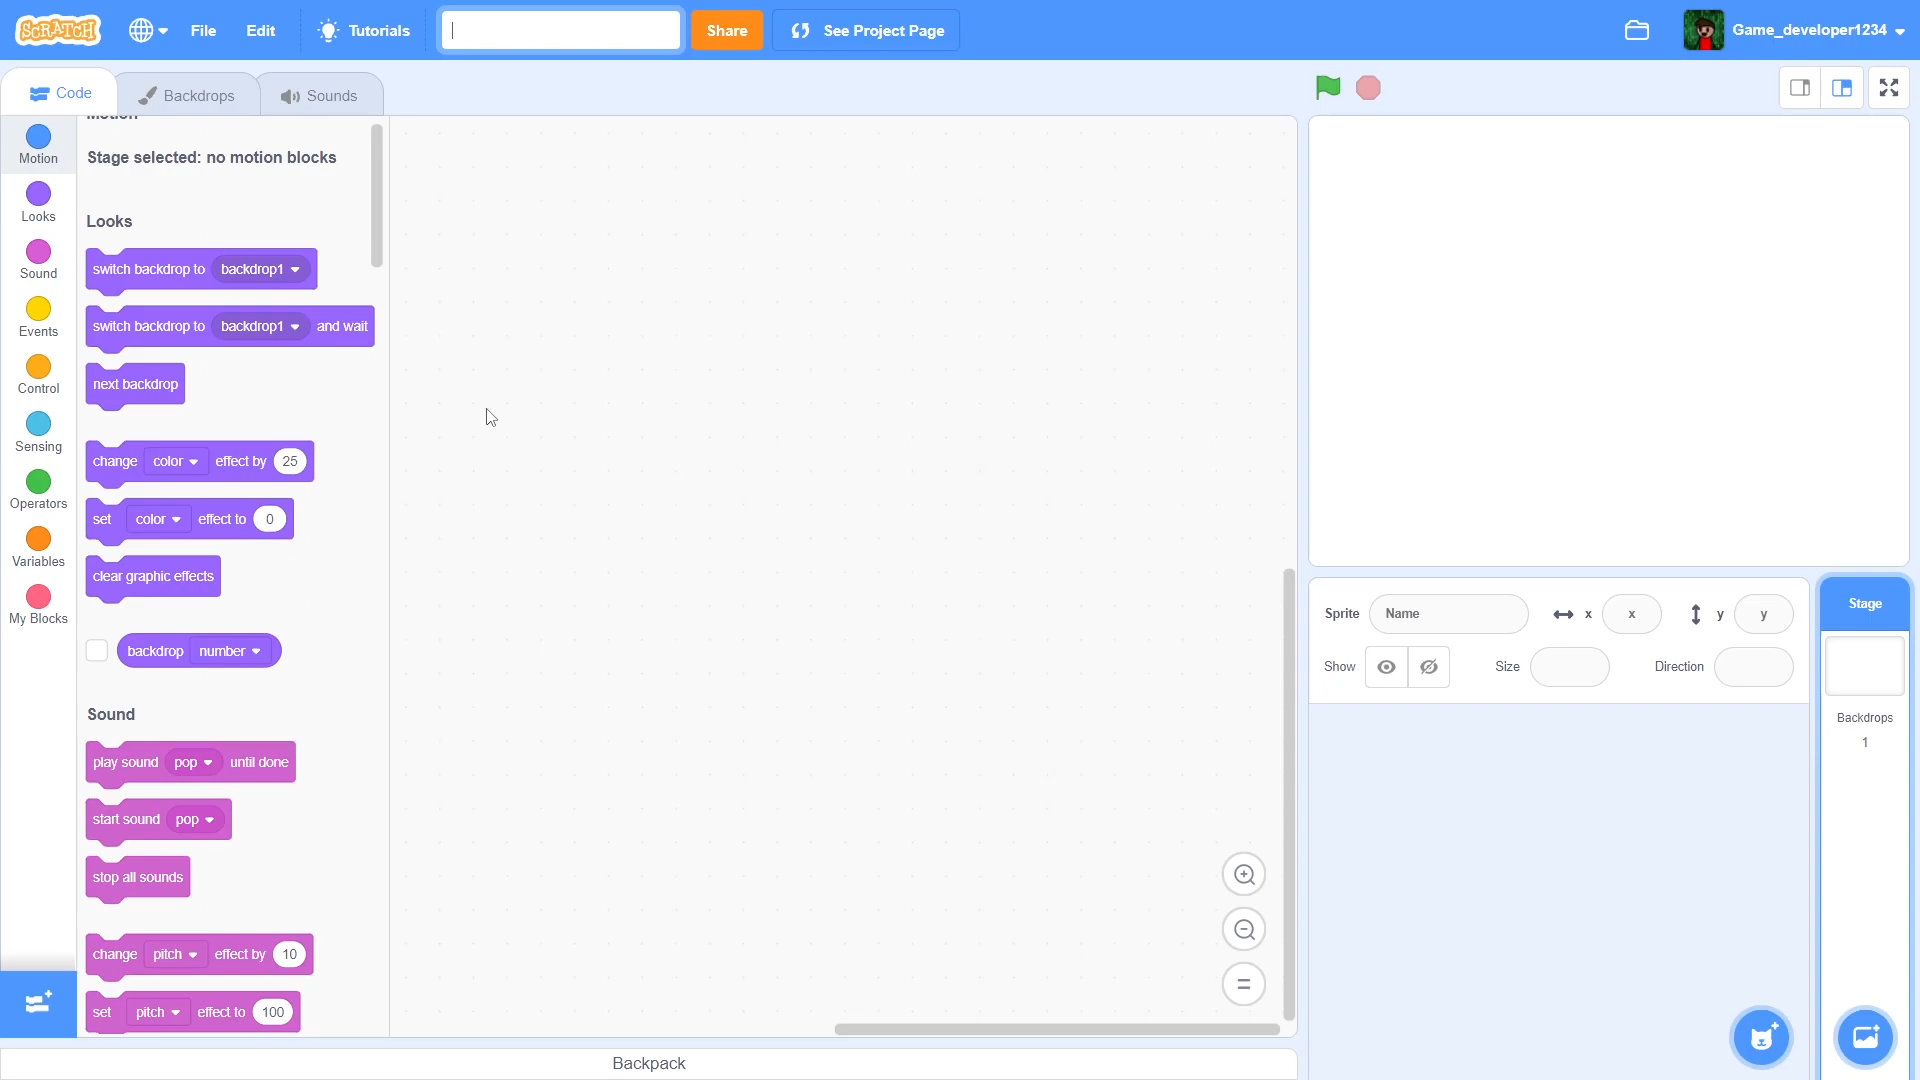 SCRATCH
File
Edit
Tutorials
Share
See Project Page
Game_developer1234
Code
Backdrops
Sounds
Motion
Looks
Sound
Events
Control
Sensing
Operators
Variables
My Blocks
Motion
Stage selected: no motion blocks
Looks
switch backdrop to backdrop1
switch backdrop to backdrop1 and wait
next backdrop
change color effect by 25
set color effect to 0
clear graphic effects
backdrop number
Sound
play sound pop until done
start sound pop
stop all sounds
change pitch effect by 10
set pitch effect to 100
Backpack
Sprite Name x x y y
Show Size Direction
Stage
Backdrops
1